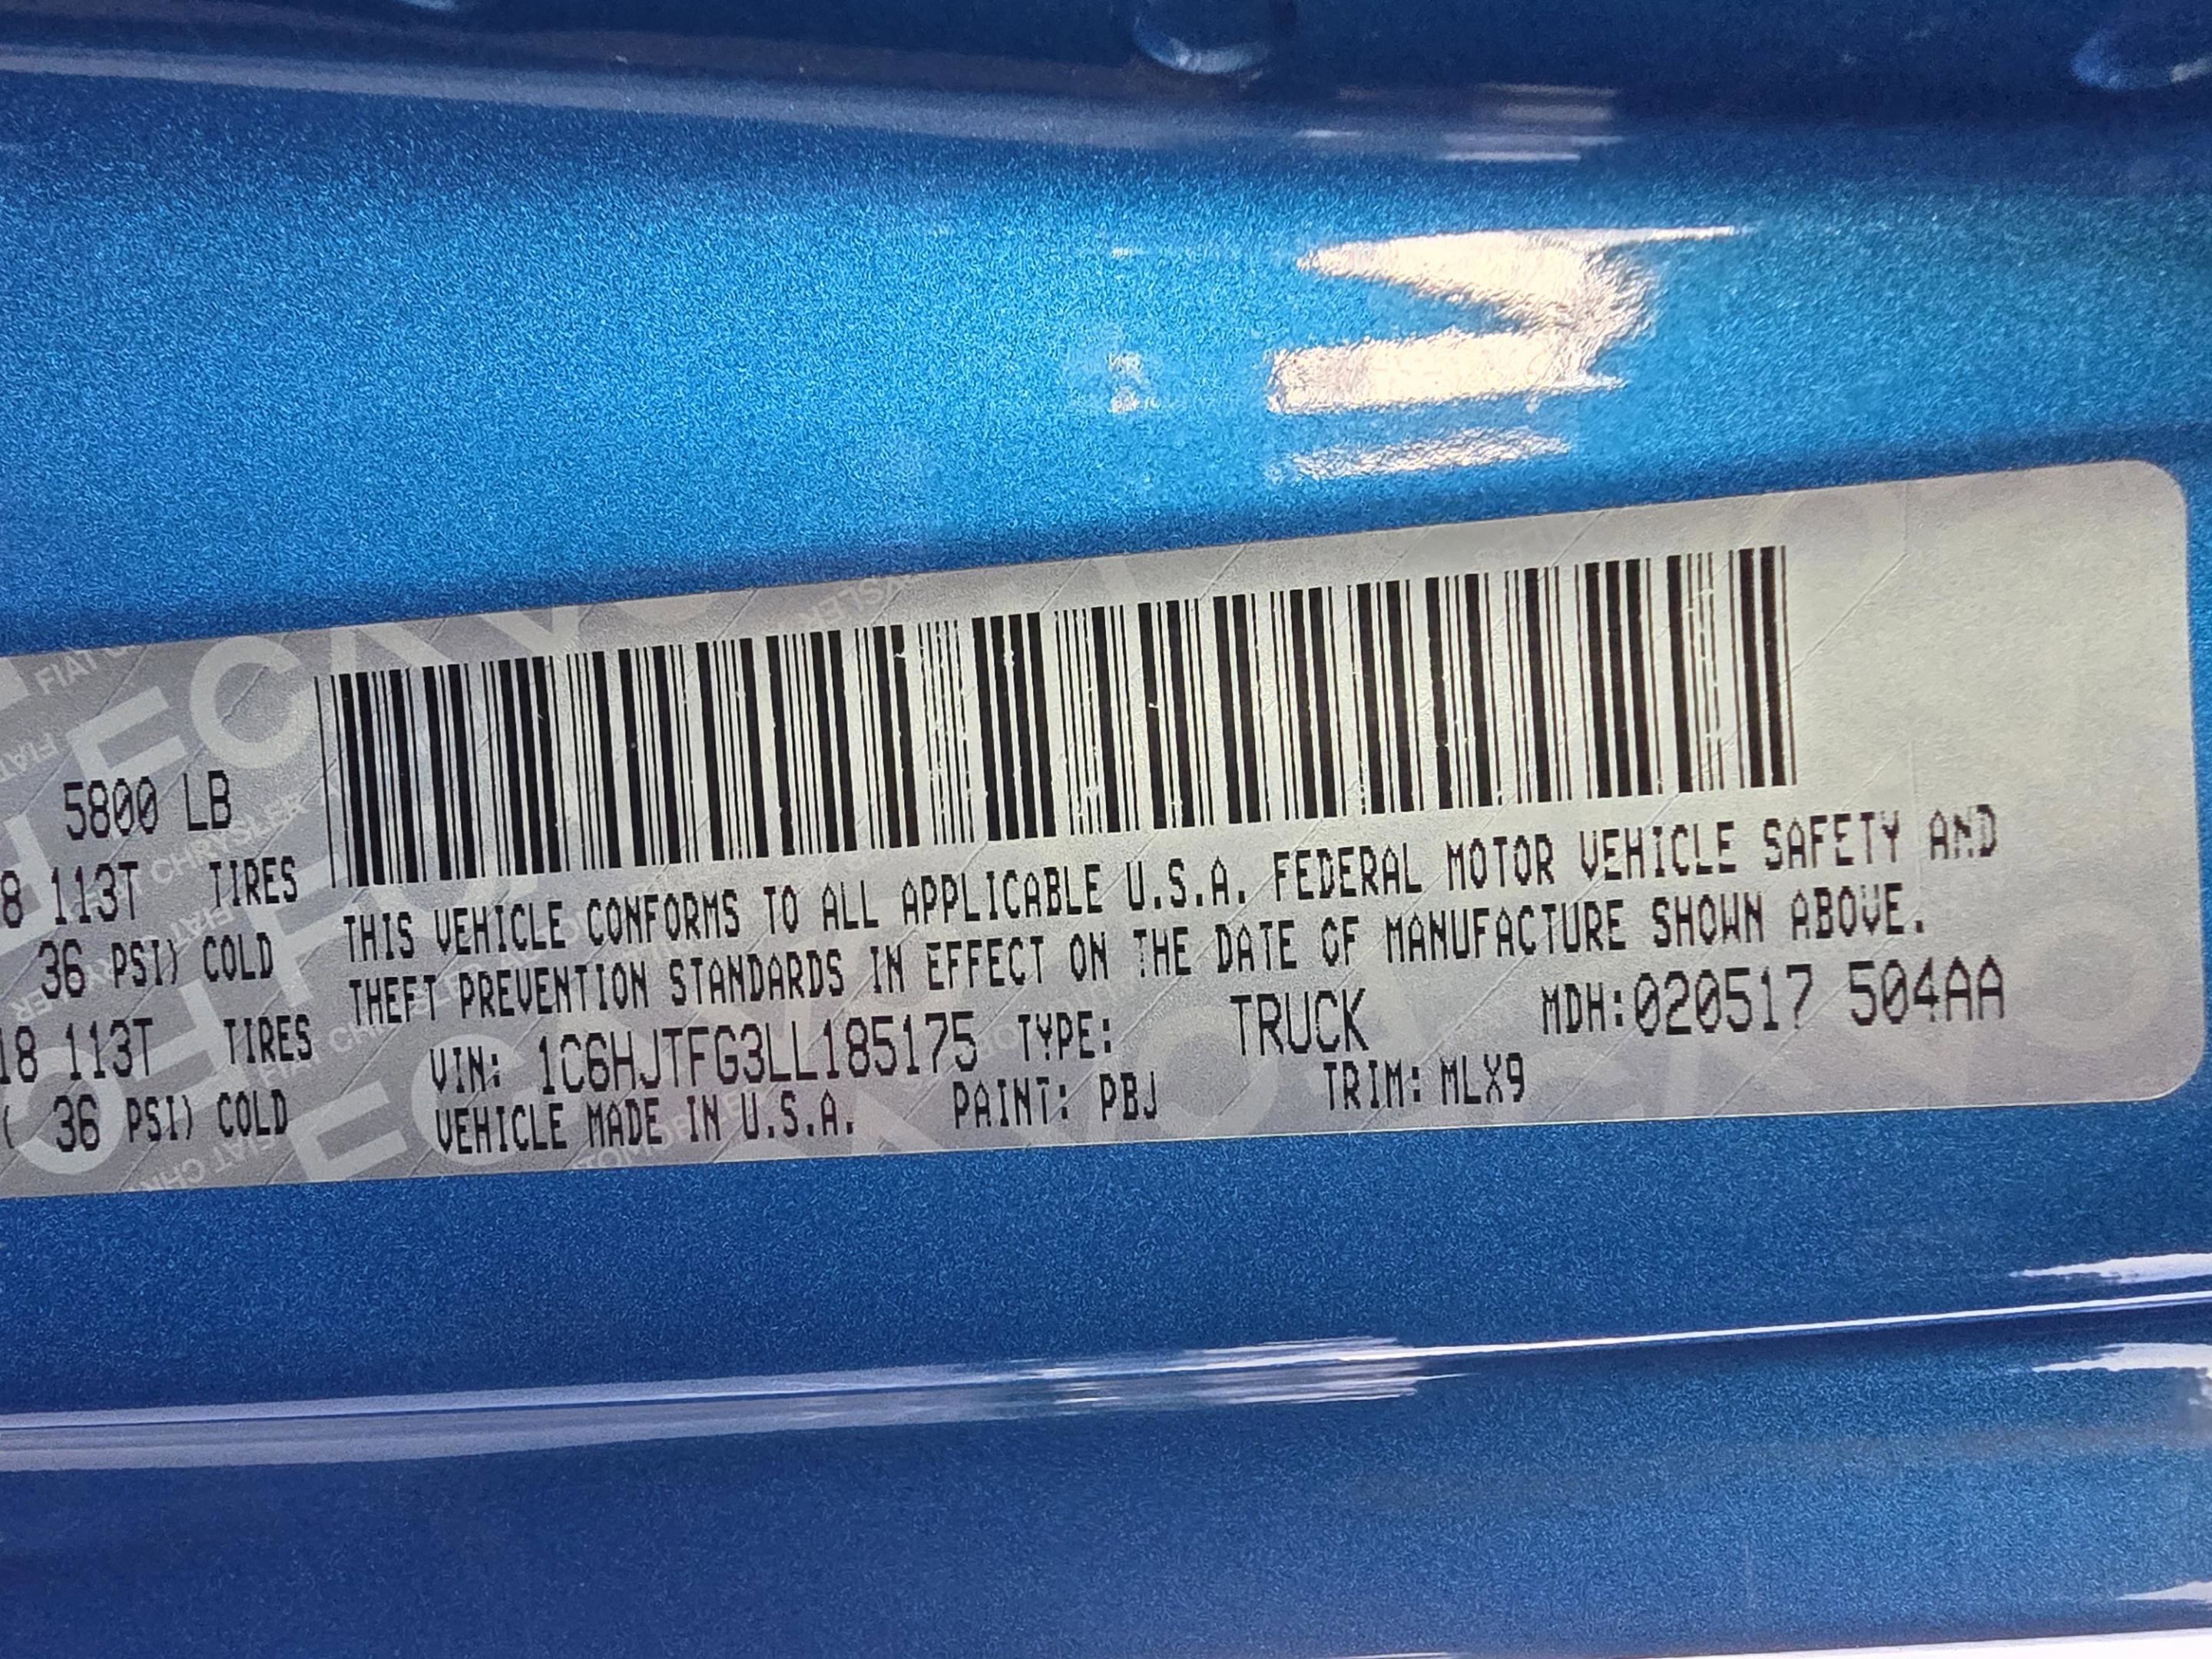 5800 LB
8 113T TIRES
36 PSI) COLD
18 113T TIRES
( 36 PSI) COLD
THIS VEHICLE CONFORMS TO ALL APPLICABLE U.S.A. FEDERAL MOTOR VEHICLE SAFETY AND
THEFT PREVENTION STANDARDS IN EFFECT ON THE DATE OF MANUFACTURE SHOWN ABOVE.
VIN: 1C6HJTFG3LL185175 TYPE: TRUCK MDH:020517 504AA
VEHICLE MADE IN U.S.A. PAINT: PBJ TRIM: MLX9